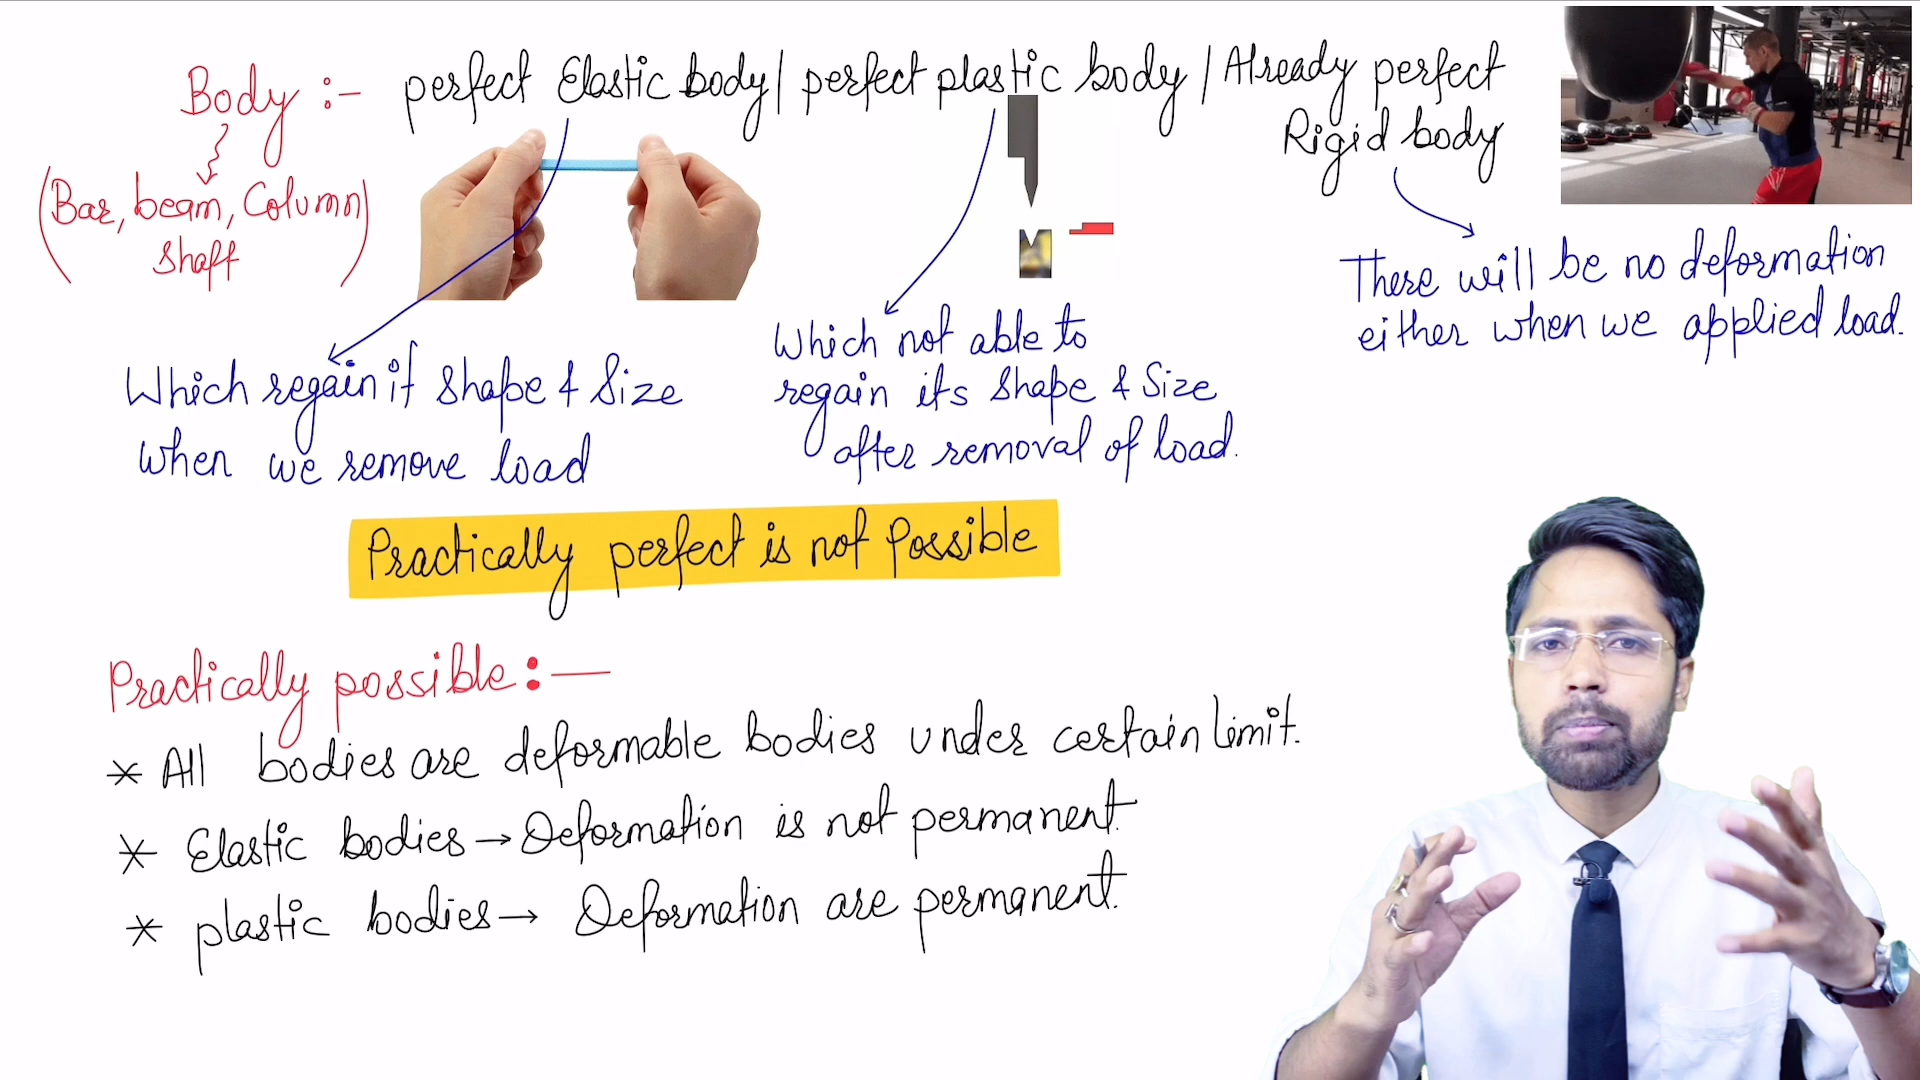 Body :- perfect Elastic body / perfect plastic body / Already perfect
Rigid body
(Bar, beam, Column)
Shaft
There will be no deformation
either when we applied load.
Which regain it Shape & Size
when we remove load
Which not able to
regain its Shape & Size
after removal of load.
Practically perfect is not Possible
Practically possible :—
* All bodies are deformable bodies under certain limit.
* Elastic bodies → Deformation is not permanent.
* plastic bodies → Deformation are permanent.